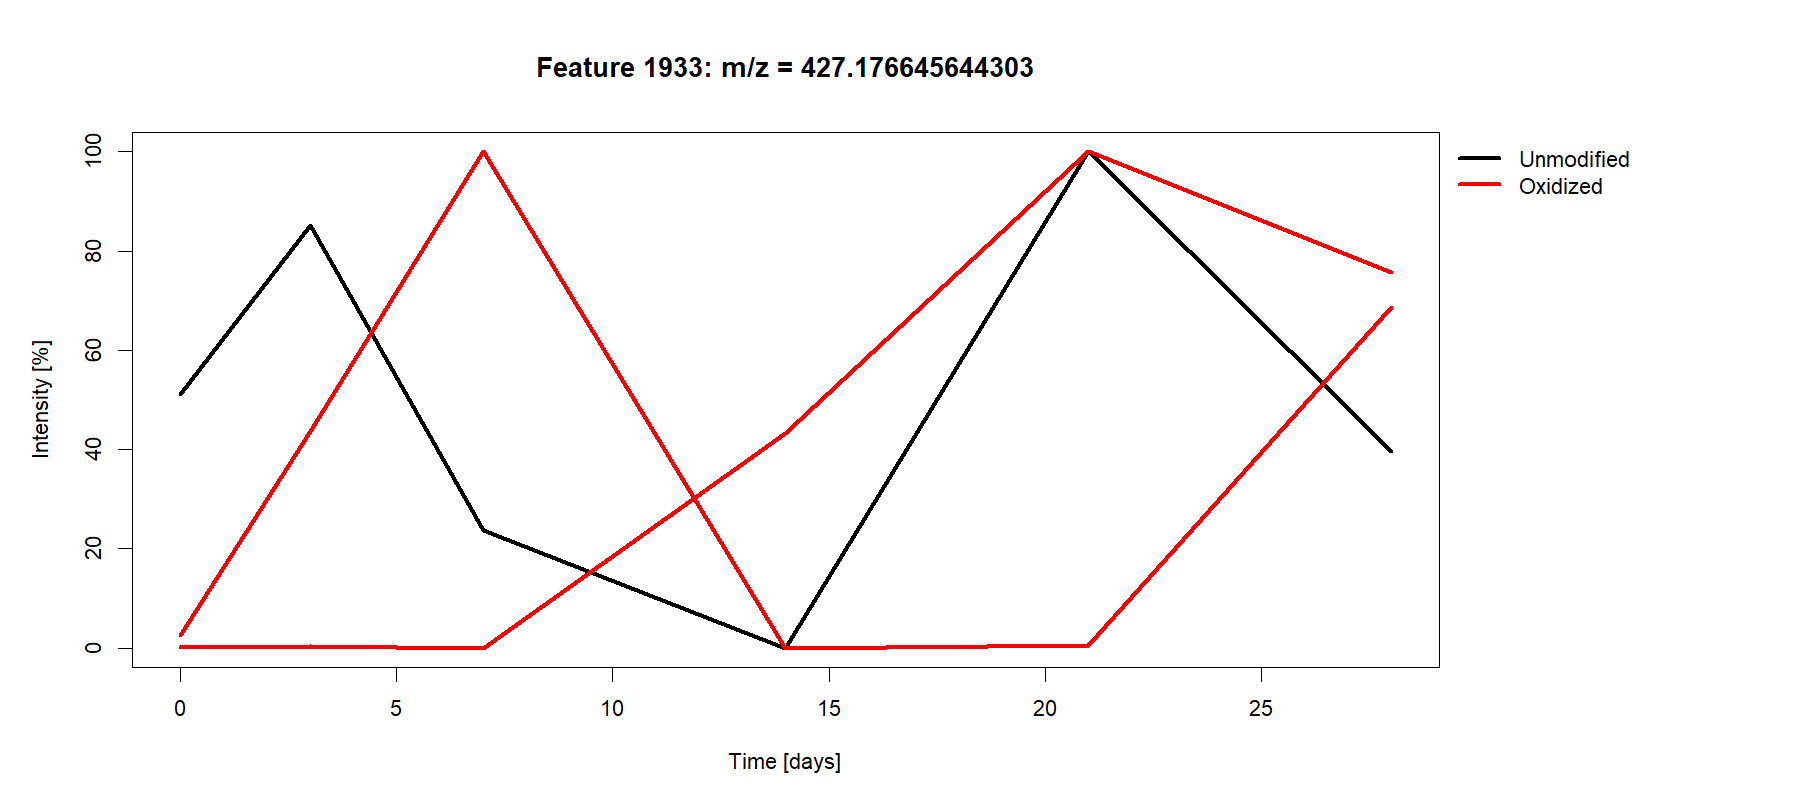 Feature 1933: m/z = 427.176645644303
Unmodified
Oxidized
Intensity [%]
100
80
60
40
20
0
0 5 10 15 20 25
Time [days]